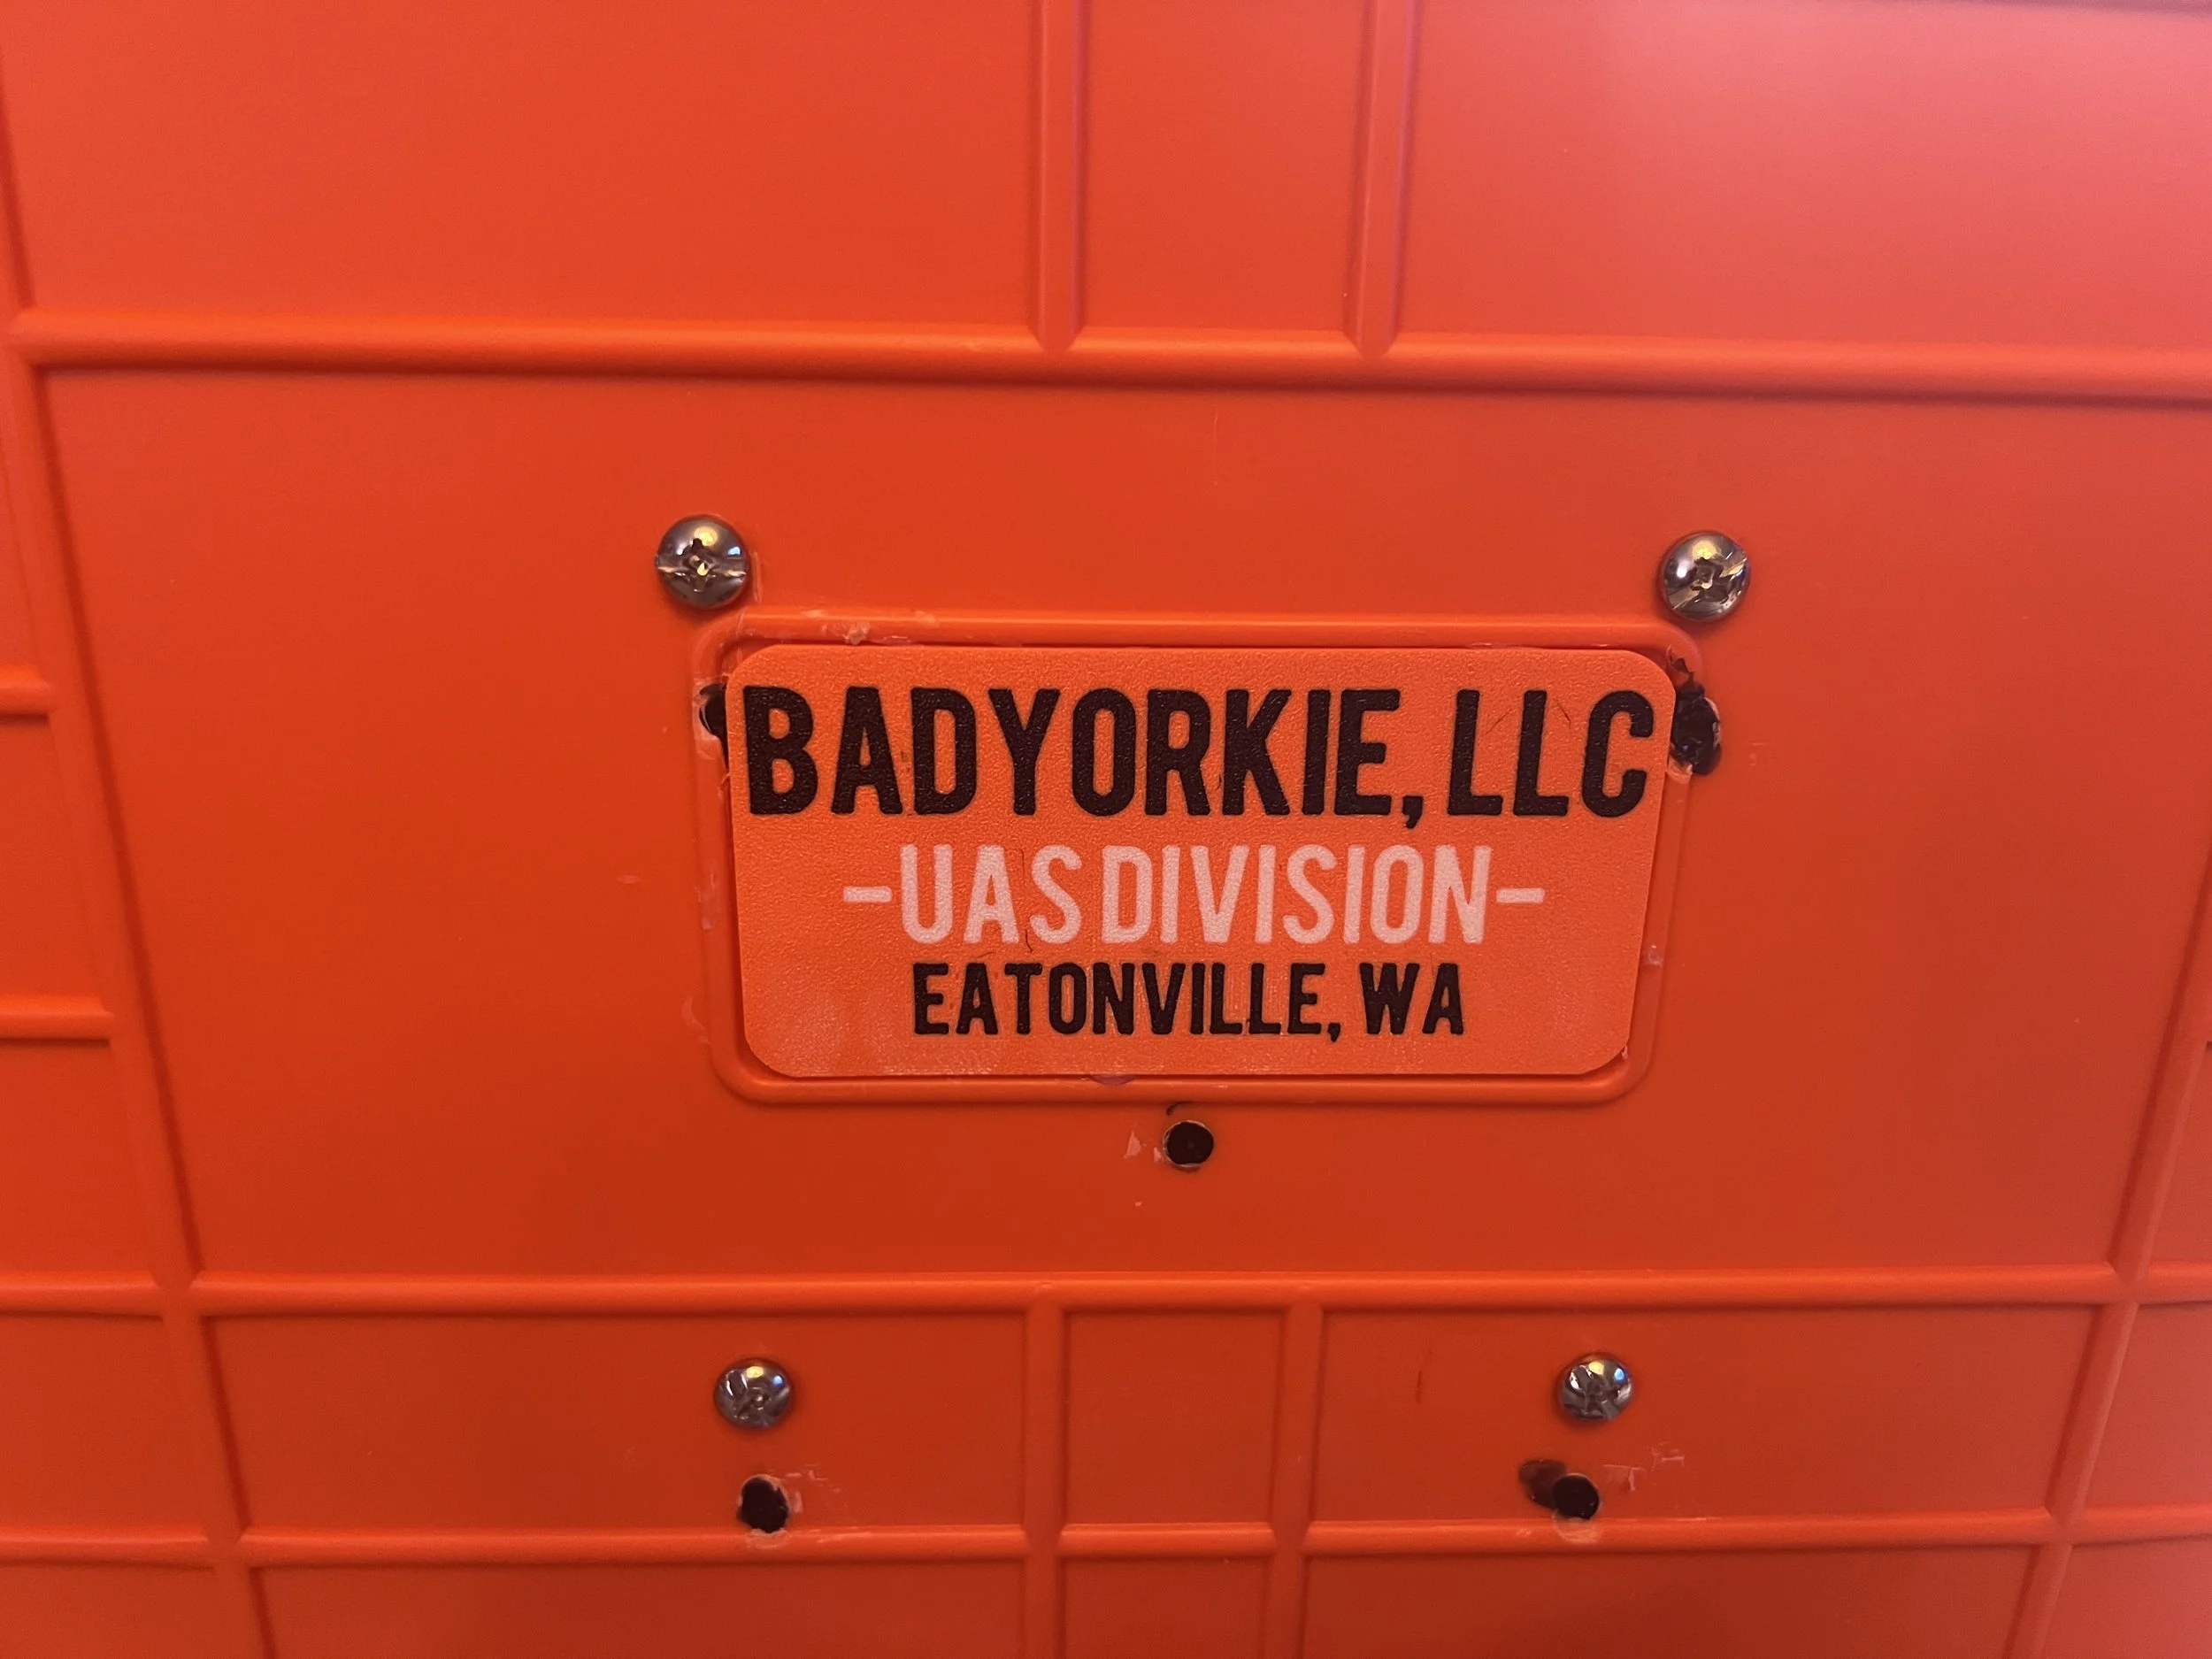 BADYORKIE, LLC
-UAS DIVISION-
EATONVILLE, WA